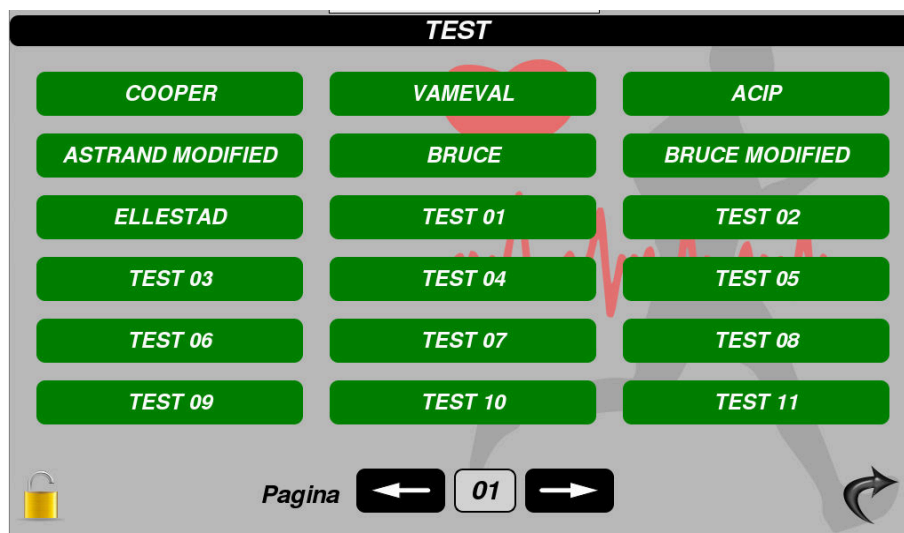 TEST
COOPER VAMEVAL ACIP
ASTRAND MODIFIED BRUCE BRUCE MODIFIED
ELLESTAD TEST 01 TEST 02
TEST 03 TEST 04 TEST 05
TEST 06 TEST 07 TEST 08
TEST 09 TEST 10 TEST 11
Pagina 01